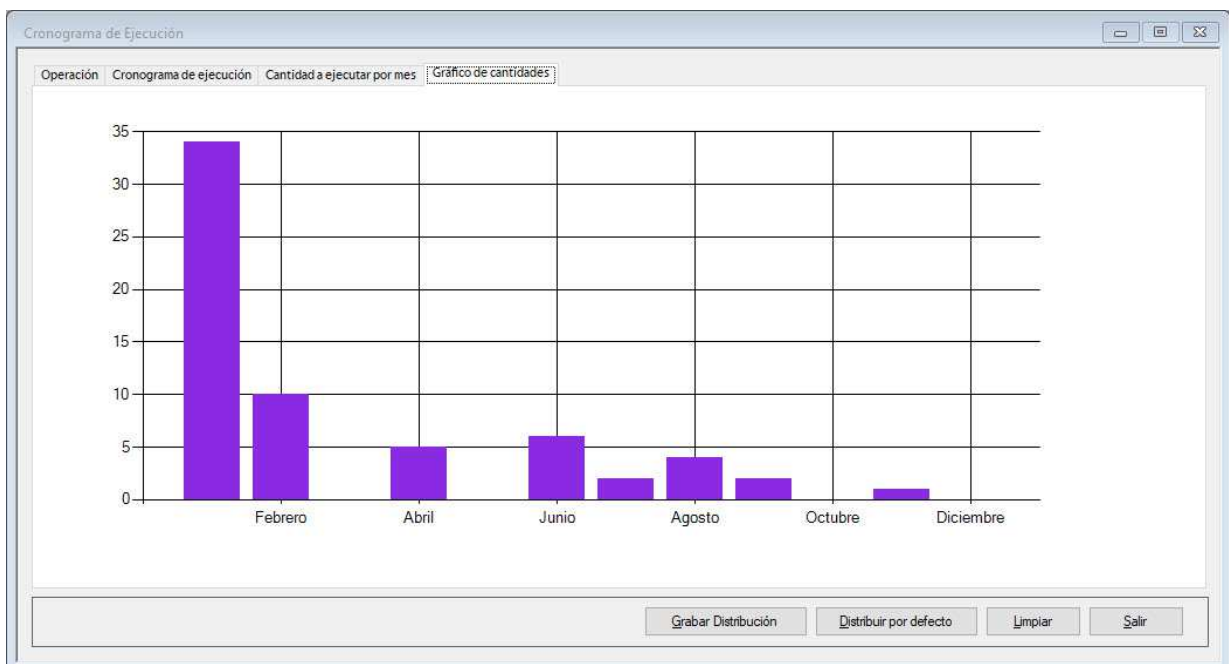 Cronograma de Ejecución
Operación Cronograma de ejecución Cantidad a ejecutar por mes Gráfico de cantidades
35
30
25
20
15
10
5
0
Febrero Abril Junio Agosto Octubre Diciembre
Grabar Distribución Distribuir por defecto Limpiar Salir